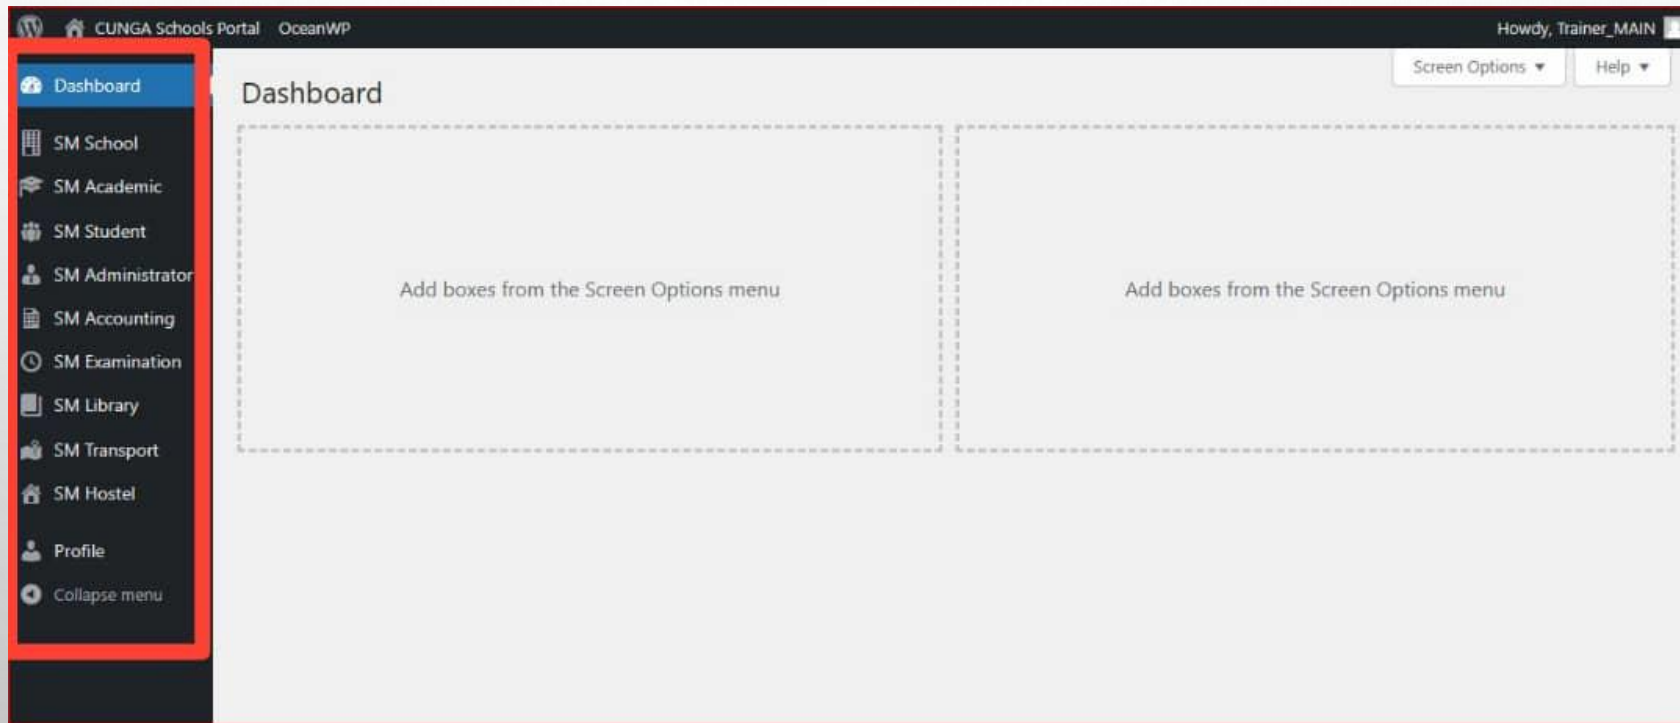 CUNGA Schools Portal OceanWP Howdy, Trainer_MAIN
Screen Options Help
Dashboard
Dashboard
SM School
SM Academic
SM Student
SM Administrator
SM Accounting
SM Examination
SM Library
SM Transport
SM Hostel
Profile
Collapse menu
Add boxes from the Screen Options menu
Add boxes from the Screen Options menu